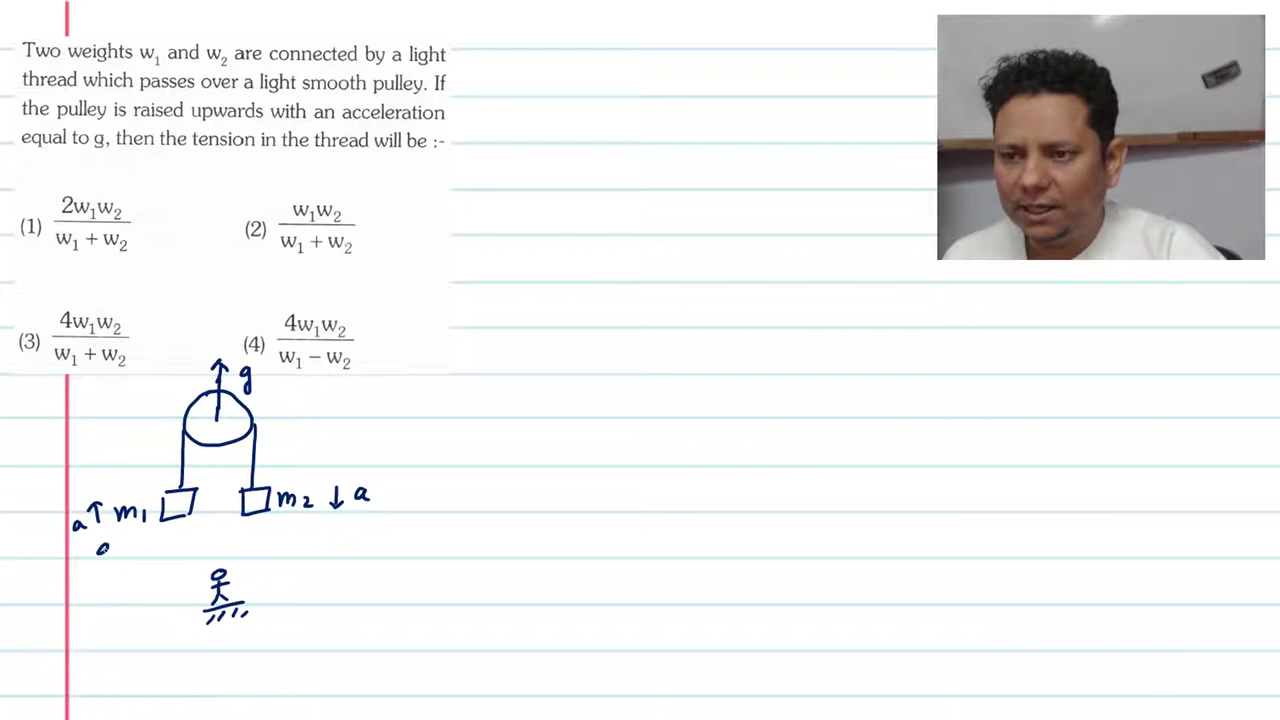 Two weights w₁ and w₂ are connected by a light
thread which passes over a light smooth pulley. If
the pulley is raised upwards with an acceleration
equal to g, then the tension in the thread will be :-
(1) 2w₁w₂ / w₁ + w₂ (2) w₁w₂ / w₁ + w₂
(3) 4w₁w₂ / w₁ + w₂ (4) 4w₁w₂ / w₁ − w₂
g
a ↑ m₁ m₂ ↓ a